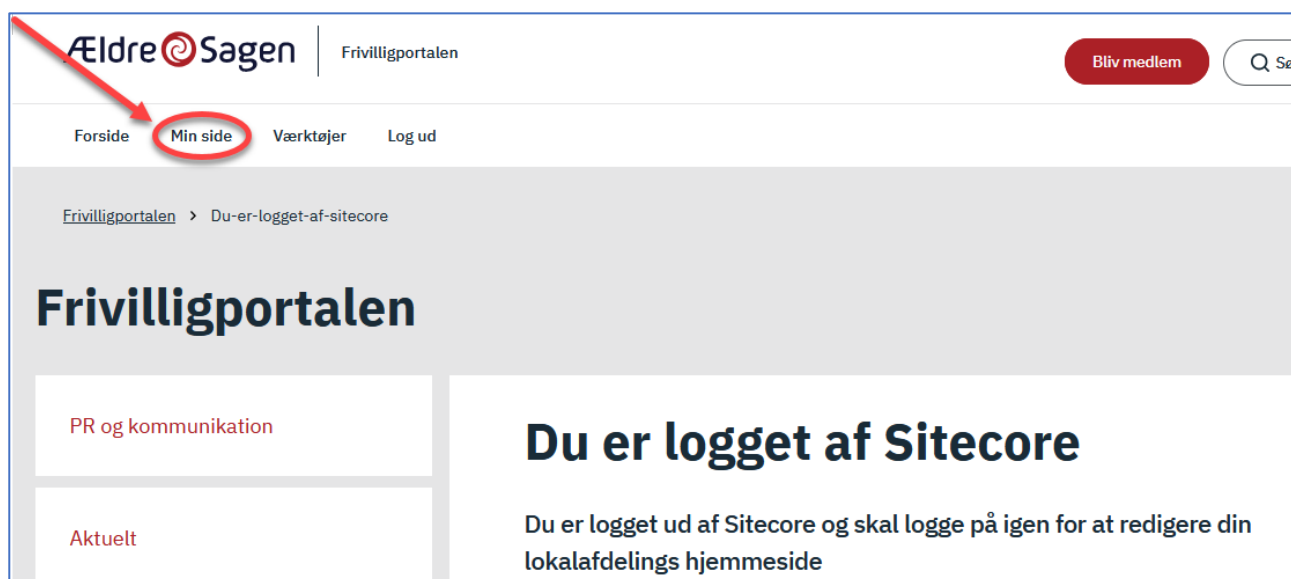 ÆldreSagen
Frivilligportalen
Bliv medlem
Forside Min side Værktøjer Log ud
Frivilligportalen > Du-er-logget-af-sitecore
Frivilligportalen
PR og kommunikation
Aktuelt
Du er logget af Sitecore
Du er logget ud af Sitecore og skal logge på igen for at redigere din
lokalafdelings hjemmeside